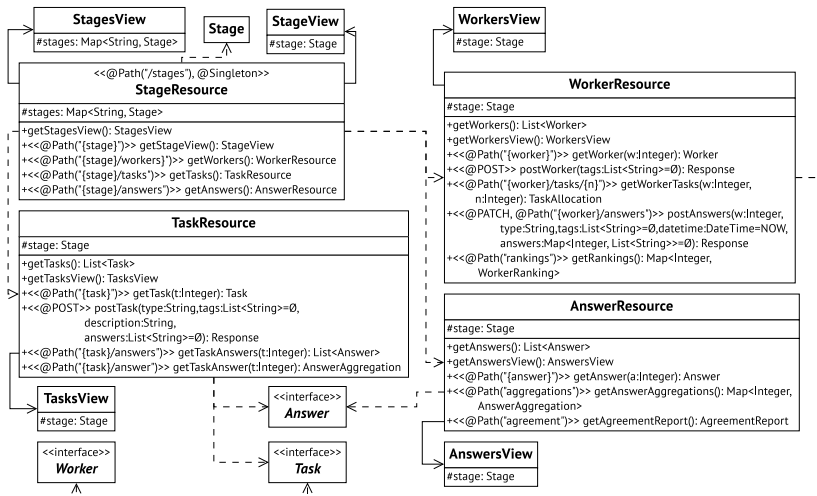 StagesView
#stages: Map<String, Stage>
Stage
StageView
#stage: Stage
WorkersView
#stage: Stage
<<@Path("/stages"), @Singleton>>
StageResource
#stages: Map<String, Stage>
+getStagesView(): StagesView
+<<@Path("{stage}")>> getStageView(): StageView
+<<@Path("{stage}/workers}")>> getWorkers(): WorkerResource
+<<@Path("{stage}/tasks")>> getTasks(): TaskResource
+<<@Path("{stage}/answers")>> getAnswers(): AnswerResource
WorkerResource
#stage: Stage
+getWorkers(): List<Worker>
+getWorkersView(): WorkersView
+<<@Path("{worker}")>> getWorker(w:Integer): Worker
+<<@POST>> postWorker(tags:List<String>=Ø): Response
+<<@Path("{worker}/tasks/{n}")>> getWorkerTasks(w:Integer,
n:Integer): TaskAllocation
+<<@PATCH, @Path("{worker}/answers")>> postAnswers(w:Integer,
type:String,tags:List<String>=Ø,datetime:DateTime=NOW,
answers:Map<Integer, List<String>>=Ø): Response
+<<@Path("rankings")>> getRankings(): Map<Integer,
WorkerRanking>
TaskResource
#stage: Stage
+getTasks(): List<Task>
+getTasksView(): TasksView
+<<@Path("{task}")>> getTask(t:Integer): Task
+<<@POST>> postTask(type:String,tags:List<String>=Ø,
description:String,
answers:List<String>=Ø): Response
+<<@Path("{task}/answers")>> getTaskAnswers(t:Integer): List<Answer>
+<<@Path("{task}/answer")>> getTaskAnswer(t:Integer): AnswerAggregation
AnswerResource
#stage: Stage
+getAnswers(): List<Answer>
+getAnswersView(): AnswersView
+<<@Path("{answer}")>> getAnswer(a:Integer): Answer
+<<@Path("aggregations")>> getAnswerAggregations(): Map<Integer,
AnswerAggregation>
+<<@Path("agreement")>> getAgreementReport(): AgreementReport
TasksView
#stage: Stage
<<interface>>
Answer
<<interface>>
Worker
<<interface>>
Task
AnswersView
#stage: Stage